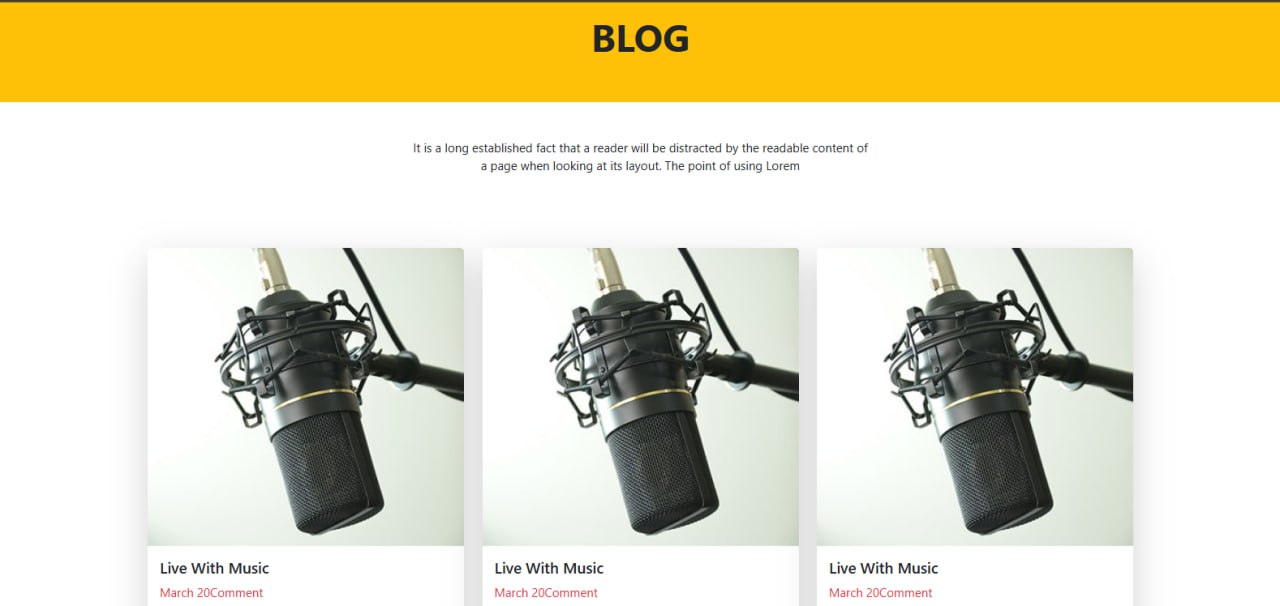 BLOG
It is a long established fact that a reader will be distracted by the readable content of
a page when looking at its layout. The point of using Lorem
Live With Music
March 20Comment
Live With Music
March 20Comment
Live With Music
March 20Comment